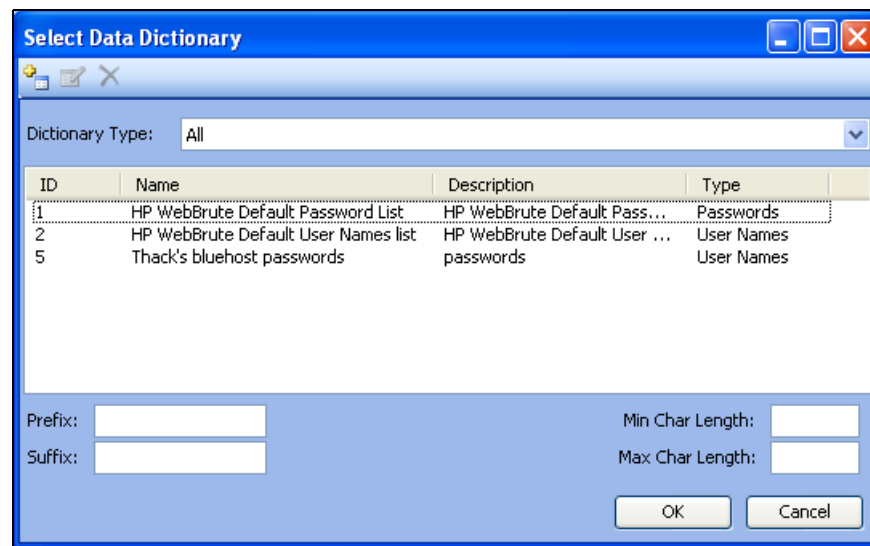 Select Data Dictionary
Dictionary Type: All
ID Name Description Type
1 HP WebBrute Default Password List HP WebBrute Default Pass... Passwords
2 HP WebBrute Default User Names list HP WebBrute Default User ... User Names
5 Thack's bluehost passwords passwords User Names
Prefix: Min Char Length:
Suffix: Max Char Length:
OK Cancel